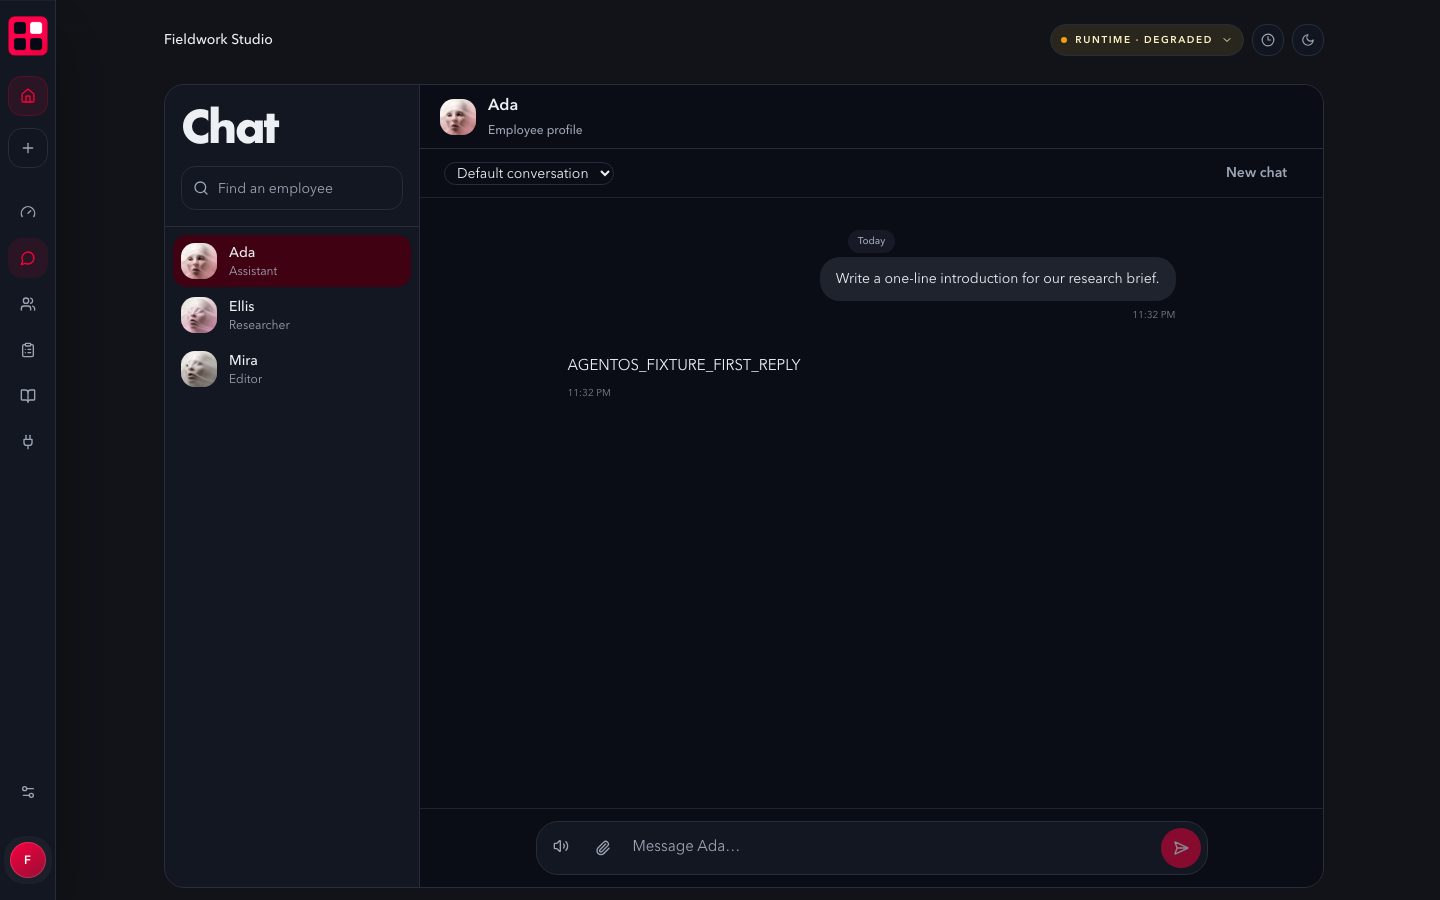 Fieldwork Studio
RUNTIME · DEGRADED
Chat
Find an employee
Ada
Assistant
Ellis
Researcher
Mira
Editor
Ada
Employee profile
Default conversation
New chat
Today
Write a one-line introduction for our research brief.
11:32 PM
AGENTOS_FIXTURE_FIRST_REPLY
11:32 PM
Message Ada...
F